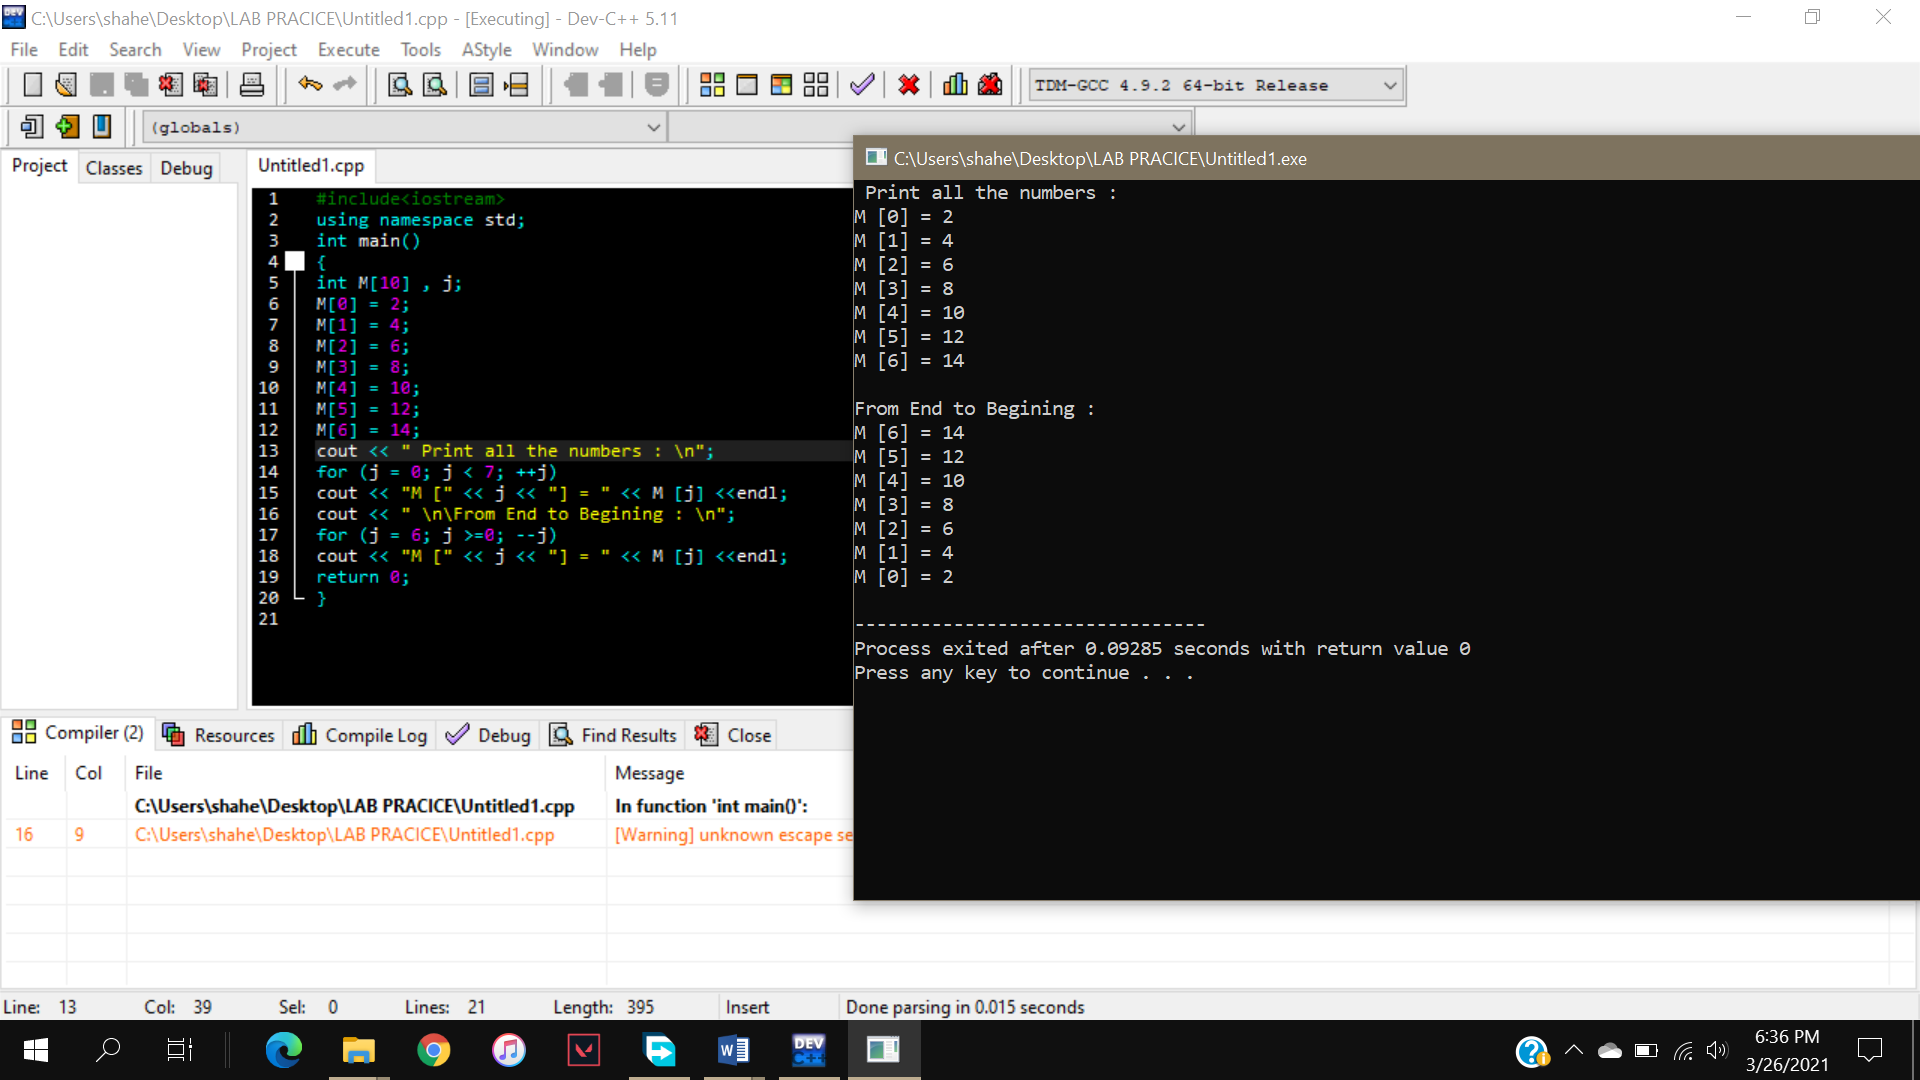 C:\Users\shahe\Desktop\LAB PRACICE\Untitled1.cpp - [Executing] - Dev-C++ 5.11
File Edit Search View Project Execute Tools AStyle Window Help
TDM-GCC 4.9.2 64-bit Release
(globals)
Project Classes Debug
Untitled1.cpp
1 #include<iostream>
2 using namespace std;
3 int main()
4 {
5 int M[10] , j;
6 M[0] = 2;
7 M[1] = 4;
8 M[2] = 6;
9 M[3] = 8;
10 M[4] = 10;
11 M[5] = 12;
12 M[6] = 14;
13 cout << " Print all the numbers : \n";
14 for (j = 0; j < 7; ++j)
15 cout << "M [" << j << "] = " << M [j] <<endl;
16 cout << " \n\From End to Begining : \n";
17 for (j = 6; j >=0; --j)
18 cout << "M [" << j << "] = " << M [j] <<endl;
19 return 0;
20 }
21
C:\Users\shahe\Desktop\LAB PRACICE\Untitled1.exe
Print all the numbers :
M [0] = 2
M [1] = 4
M [2] = 6
M [3] = 8
M [4] = 10
M [5] = 12
M [6] = 14
From End to Begining :
M [6] = 14
M [5] = 12
M [4] = 10
M [3] = 8
M [2] = 6
M [1] = 4
M [0] = 2
--------------------------------
Process exited after 0.09285 seconds with return value 0
Press any key to continue . . .
Compiler (2) Resources Compile Log Debug Find Results Close
Line Col File Message
C:\Users\shahe\Desktop\LAB PRACICE\Untitled1.cpp In function 'int main()':
16 9 C:\Users\shahe\Desktop\LAB PRACICE\Untitled1.cpp [Warning] unknown escape se
Line: 13 Col: 39 Sel: 0 Lines: 21 Length: 395 Insert Done parsing in 0.015 seconds
DEV C++
6:36 PM
3/26/2021